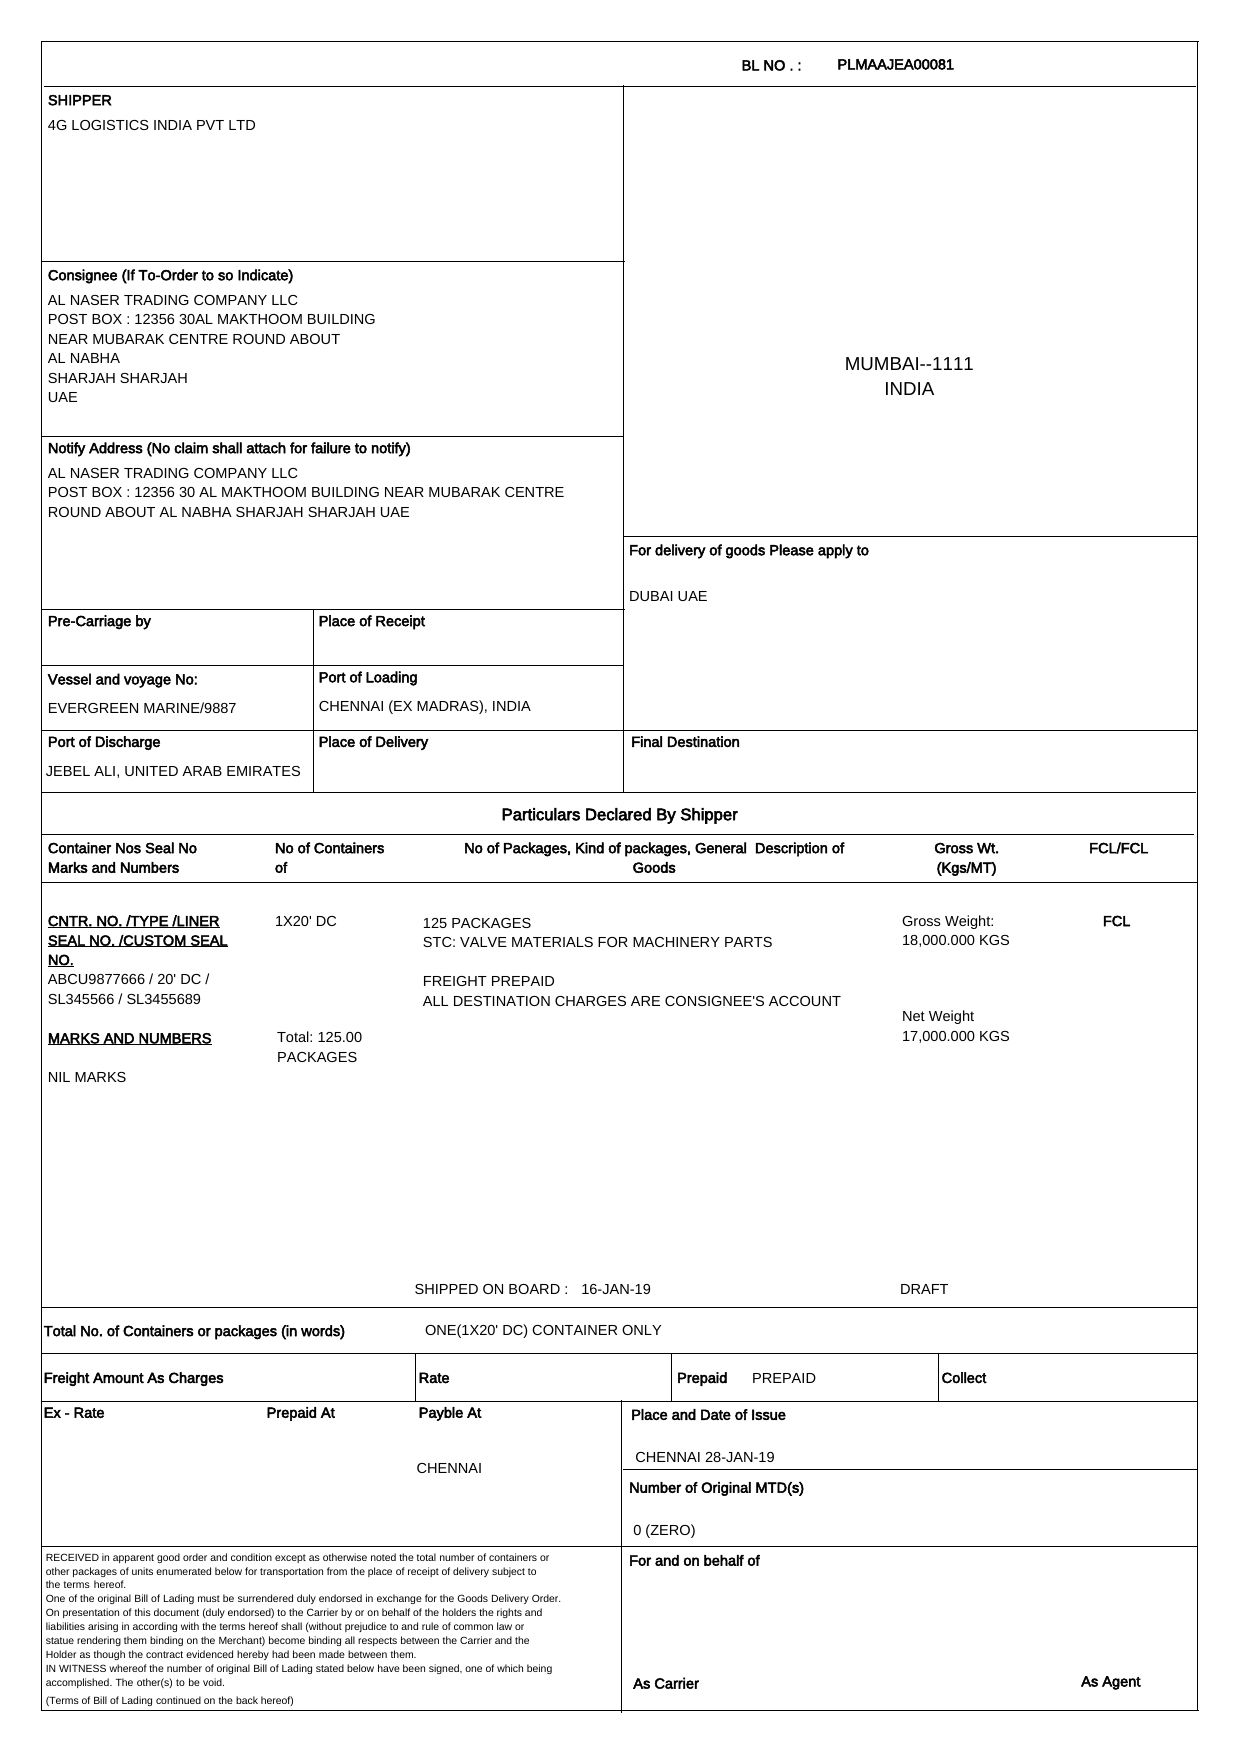 BL NO . : PLMAAJEA00081
SHIPPER
4G LOGISTICS INDIA PVT LTD
Consignee (If To-Order to so Indicate)
AL NASER TRADING COMPANY LLC
POST BOX : 12356 30AL MAKTHOOM BUILDING
NEAR MUBARAK CENTRE ROUND ABOUT
AL NABHA
SHARJAH SHARJAH
UAE
MUMBAI--1111
INDIA
Notify Address (No claim shall attach for failure to notify)
AL NASER TRADING COMPANY LLC
POST BOX : 12356 30 AL MAKTHOOM BUILDING NEAR MUBARAK CENTRE
ROUND ABOUT AL NABHA SHARJAH SHARJAH UAE
For delivery of goods Please apply to
DUBAI UAE
Pre-Carriage by
Place of Receipt
Vessel and voyage No:
EVERGREEN MARINE/9887
Port of Loading
CHENNAI (EX MADRAS), INDIA
Port of Discharge
JEBEL ALI, UNITED ARAB EMIRATES
Place of Delivery
Final Destination
Particulars Declared By Shipper
Container Nos Seal No
Marks and Numbers
No of Containers
of
No of Packages, Kind of packages, General Description of
Goods
Gross Wt.
(Kgs/MT)
FCL/FCL
CNTR. NO. /TYPE /LINER
SEAL NO. /CUSTOM SEAL
NO.
ABCU9877666 / 20' DC /
SL345566 / SL3455689
MARKS AND NUMBERS
NIL MARKS
1X20' DC
Total: 125.00
PACKAGES
125 PACKAGES
STC: VALVE MATERIALS FOR MACHINERY PARTS
FREIGHT PREPAID
ALL DESTINATION CHARGES ARE CONSIGNEE'S ACCOUNT
Gross Weight:
18,000.000 KGS
Net Weight
17,000.000 KGS
FCL
SHIPPED ON BOARD : 16-JAN-19
DRAFT
Total No. of Containers or packages (in words)
ONE(1X20' DC) CONTAINER ONLY
Freight Amount As Charges
Rate
Prepaid PREPAID
Collect
Ex - Rate
Prepaid At
Payble At
CHENNAI
Place and Date of Issue
CHENNAI 28-JAN-19
Number of Original MTD(s)
0 (ZERO)
RECEIVED in apparent good order and condition except as otherwise noted the total number of containers or
other packages of units enumerated below for transportation from the place of receipt of delivery subject to
the terms hereof.
One of the original Bill of Lading must be surrendered duly endorsed in exchange for the Goods Delivery Order.
On presentation of this document (duly endorsed) to the Carrier by or on behalf of the holders the rights and
liabilities arising in according with the terms hereof shall (without prejudice to and rule of common law or
statue rendering them binding on the Merchant) become binding all respects between the Carrier and the
Holder as though the contract evidenced hereby had been made between them.
IN WITNESS whereof the number of original Bill of Lading stated below have been signed, one of which being
accomplished. The other(s) to be void.
(Terms of Bill of Lading continued on the back hereof)
For and on behalf of
As Carrier
As Agent